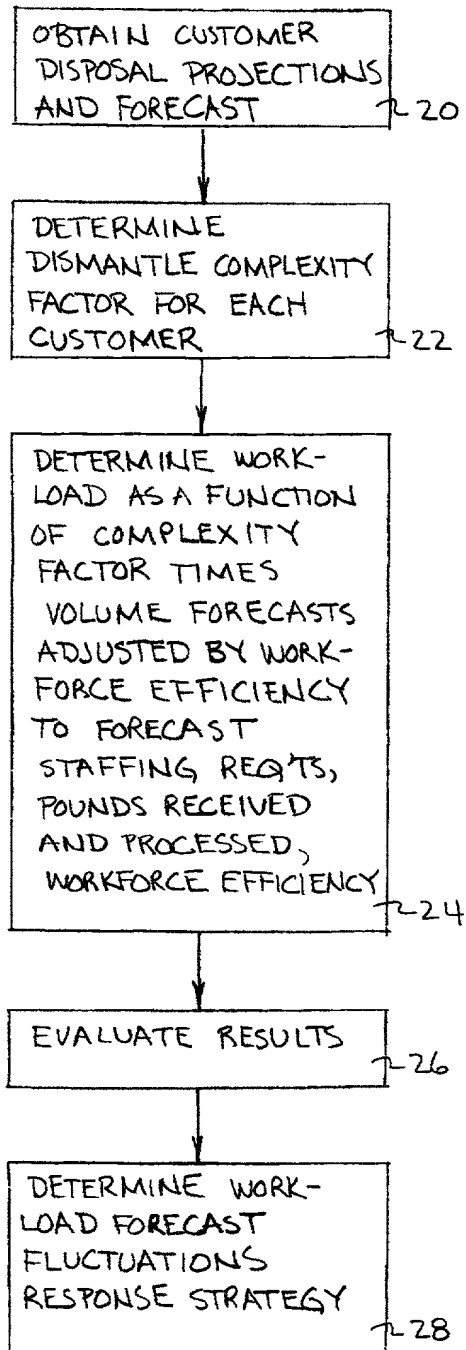 OBTAIN CUSTOMER
DISPOSAL PROJECTIONS
AND FORECAST
20
DETERMINE
DISMANTLE COMPLEXITY
FACTOR FOR EACH
CUSTOMER
22
DETERMINE WORK-
LOAD AS A FUNCTION
OF COMPLEXITY
FACTOR TIMES
VOLUME FORECASTS
ADJUSTED BY WORK-
FORCE EFFICIENCY
TO FORECAST
STAFFING REQ'TS,
POUNDS RECEIVED
AND PROCESSED,
WORKFORCE EFFICIENCY
24
EVALUATE RESULTS
26
DETERMINE WORK-
LOAD FORECAST
FLUCTUATIONS
RESPONSE STRATEGY
28